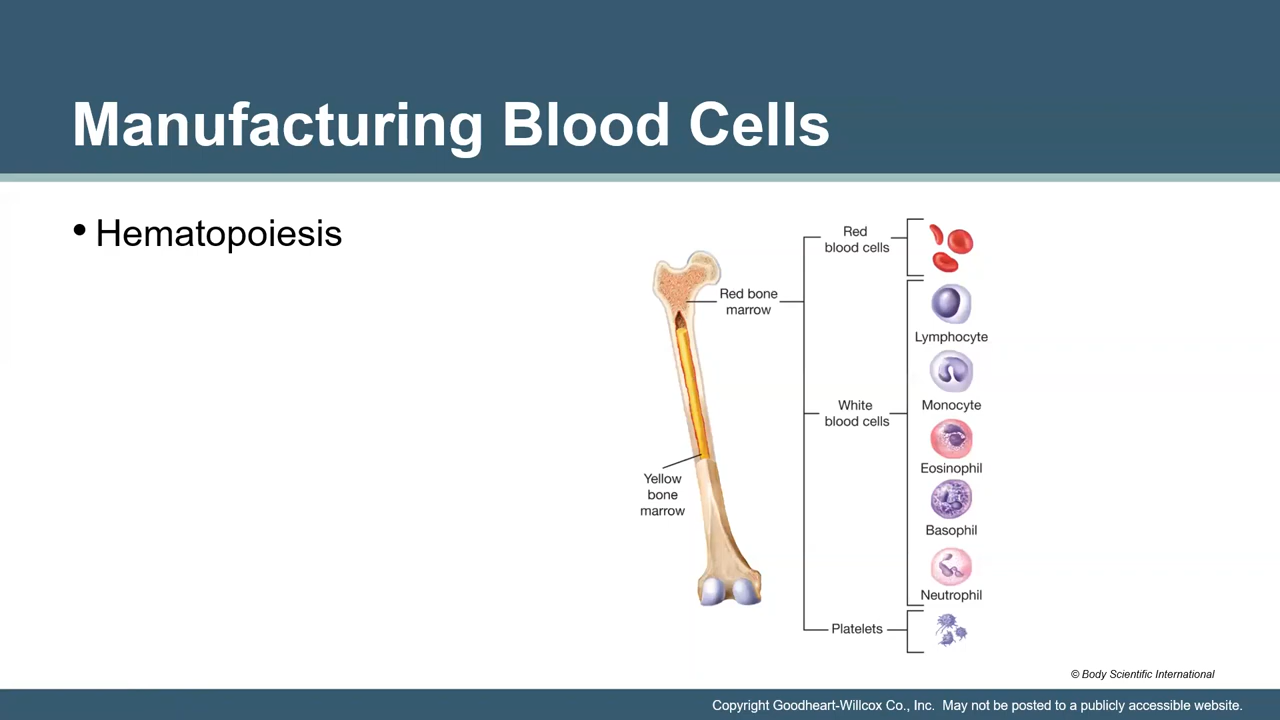 Manufacturing Blood Cells
• Hematopoiesis
Red
blood cells
Red bone
marrow
Lymphocyte
Monocyte
White
blood cells
Eosinophil
Yellow
bone
marrow
Basophil
Neutrophil
Platelets
© Body Scientific International
Copyright Goodheart-Willcox Co., Inc.  May not be posted to a publicly accessible website.